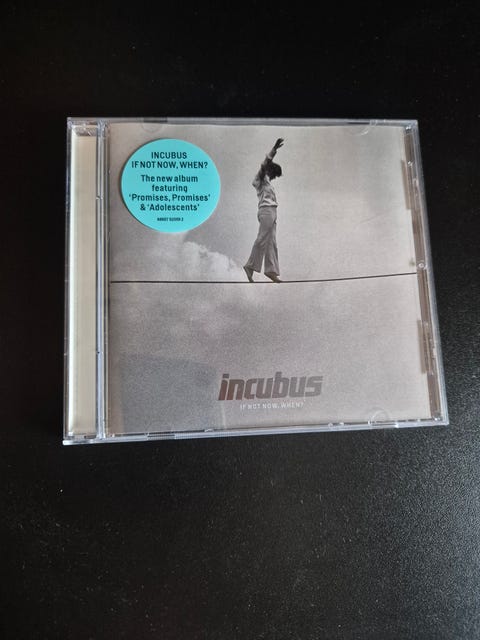 INCUBUS
IF NOT NOW, WHEN?
The new album
featuring
'Promises, Promises'
& 'Adolescents'
incubus
IF NOT NOW, WHEN?